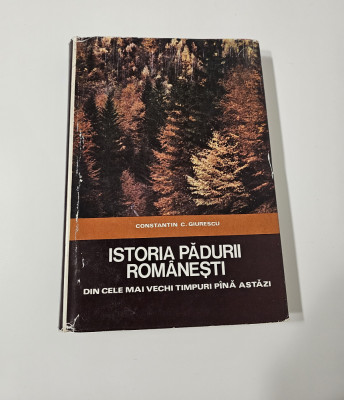 CONSTANTIN C. GIURESCU
ISTORIA PĂDURII
ROMÂNEȘTI
DIN CELE MAI VECHI TIMPURI PÎNĂ ASTĂZI